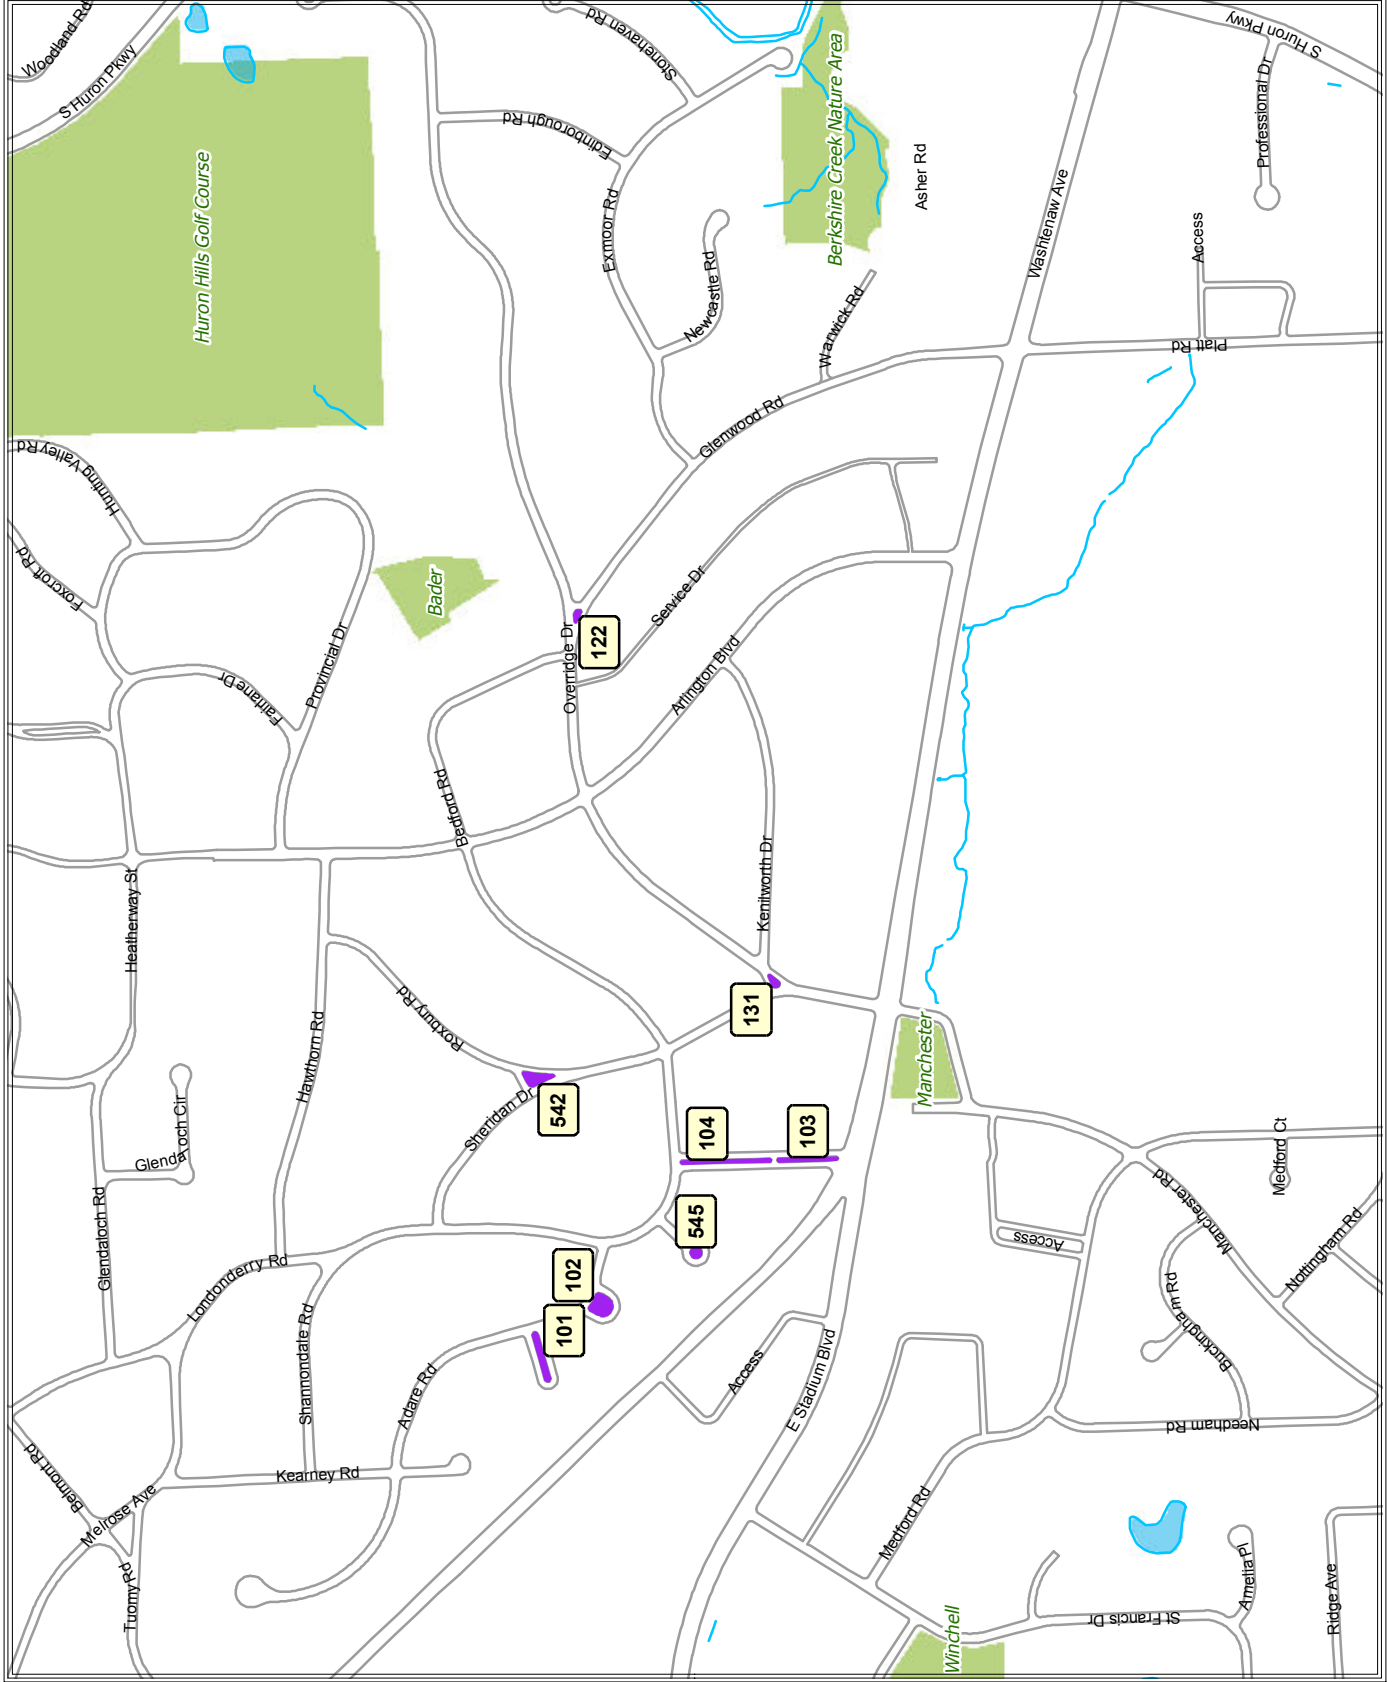 Woodland Rd
S Huron Pkwy
Stonehaven Rd
S Huron Pkwy
Huron Hills Golf Course
Edinborough Rd
Berkshire Creek Nature Area
Professional Dr
Exmoor Rd
Asher Rd
Newcastle Rd
Washtenaw Ave
Access
Warwick Rd
Platt Rd
Glenwood Rd
Hunting Valley Rd
Foxcroft Rd
Bader
Service Dr
Overridge Dr
122
Provincial Dr
Fairlane Dr
Arlington Blvd
Bedford Rd
Kenilworth Dr
Heatherway St
Roxbury Rd
131
Hawthorn Rd
Manchester
Sheridan Dr
542
Glenda och Cir
104
103
Medford Ct
Glendaloch Rd
545
Manchester Rd
Access
Londonderry Rd
102
101
Nottingham Rd
Buckingham Rd
Shannondale Rd
Adare Rd
Access
E Stadium Blvd
Needham Rd
Belmont Rd
Kearney Rd
Melrose Ave
Medford Rd
Tuomy Rd
Amelia Pl
St Francis Dr
Ridge Ave
Winchell